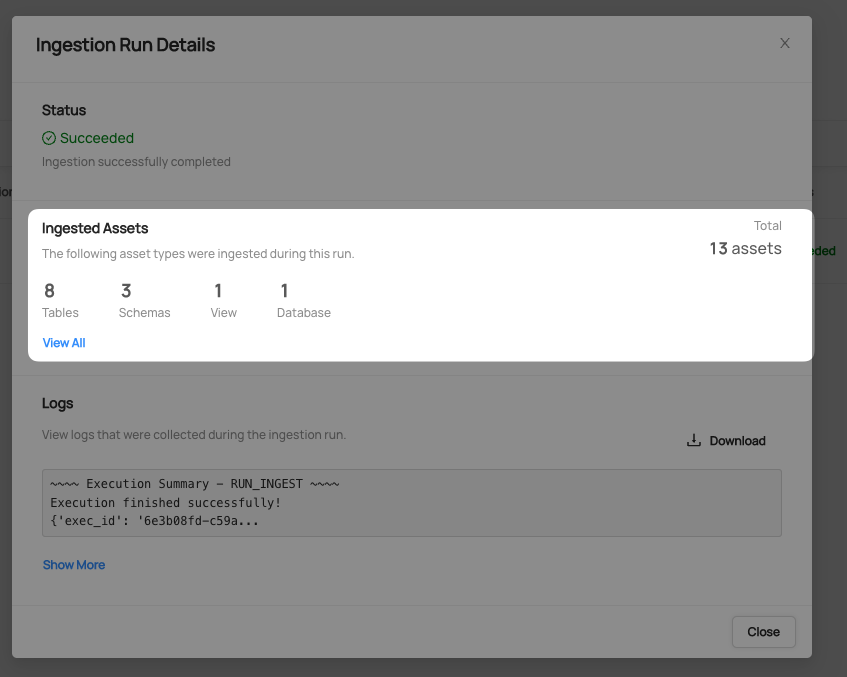 Ingestion Run Details
Status
Succeeded
Ingestion successfully completed
Ingested Assets
Total
The following asset types were ingested during this run.
13 assets
8 3 1 1
Tables Schemas View Database
View All
Logs
View logs that were collected during the ingestion run.
Download
~~~~ Execution Summary - RUN_INGEST ~~~~
Execution finished successfully!
{'exec_id': '6e3b08fd-c59a...
Show More
Close